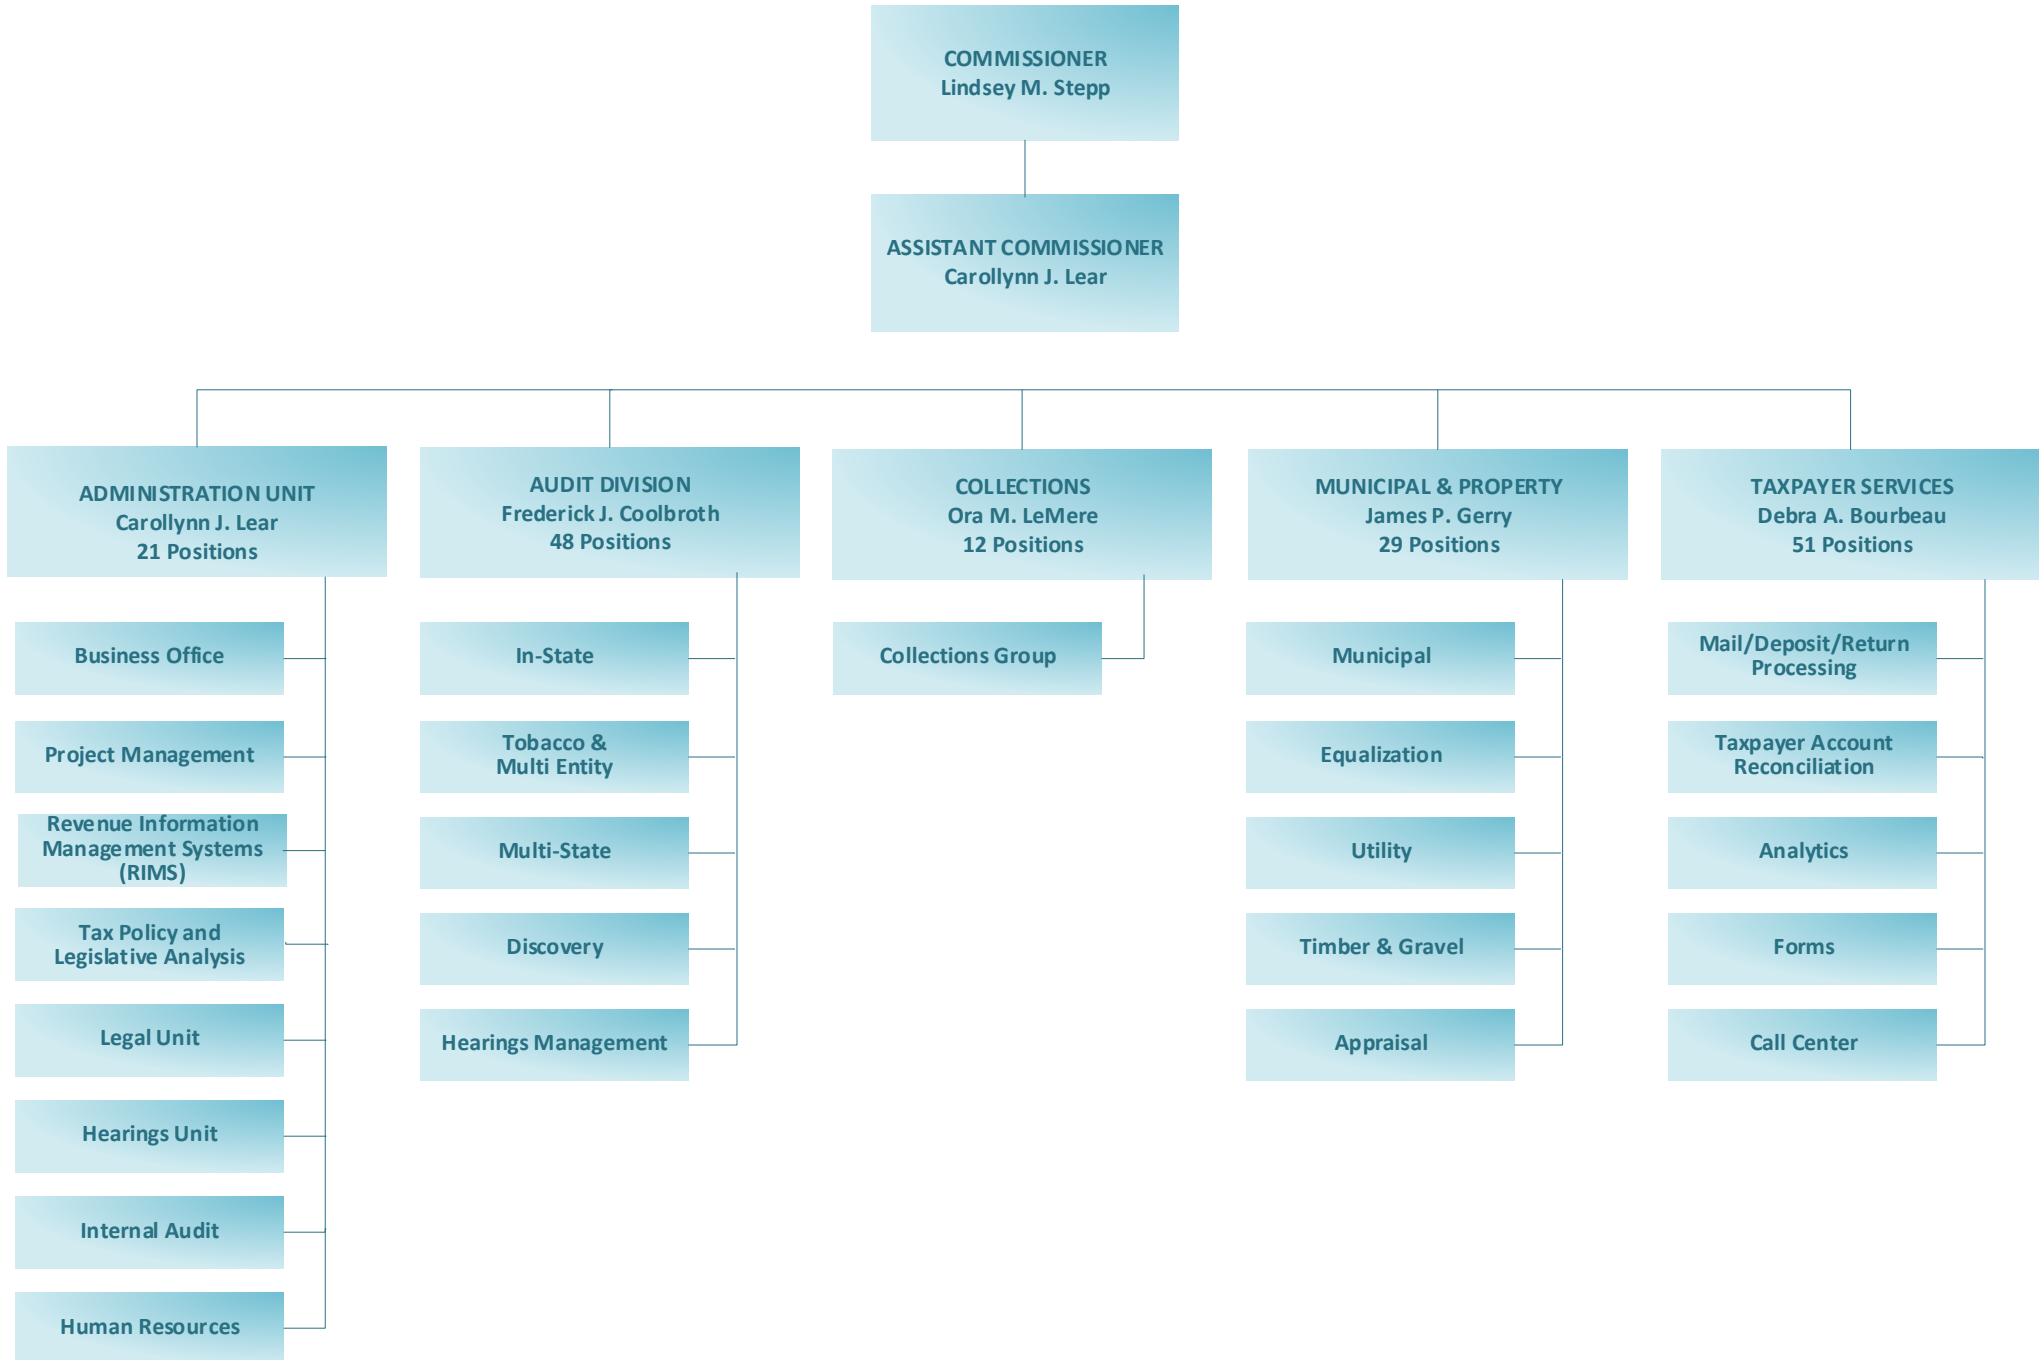 COMMISSIONER
Lindsey M. Stepp
ASSISTANT COMMISSIONER
Carollynn J. Lear
ADMINISTRATION UNIT
Carollynn J. Lear
21 Positions
Business Office
Project Management
Revenue Information
Management Systems
(RIMS)
Tax Policy and
Legislative Analysis
Legal Unit
Hearings Unit
Internal Audit
Human Resources
AUDIT DIVISION
Frederick J. Coolbroth
48 Positions
In-State
Tobacco &
Multi Entity
Multi-State
Discovery
Hearings Management
COLLECTIONS
Ora M. LeMere
12 Positions
Collections Group
MUNICIPAL & PROPERTY
James P. Gerry
29 Positions
Municipal
Equalization
Utility
Timber & Gravel
Appraisal
TAXPAYER SERVICES
Debra A. Bourbeau
51 Positions
Mail/Deposit/Return
Processing
Taxpayer Account
Reconciliation
Analytics
Forms
Call Center